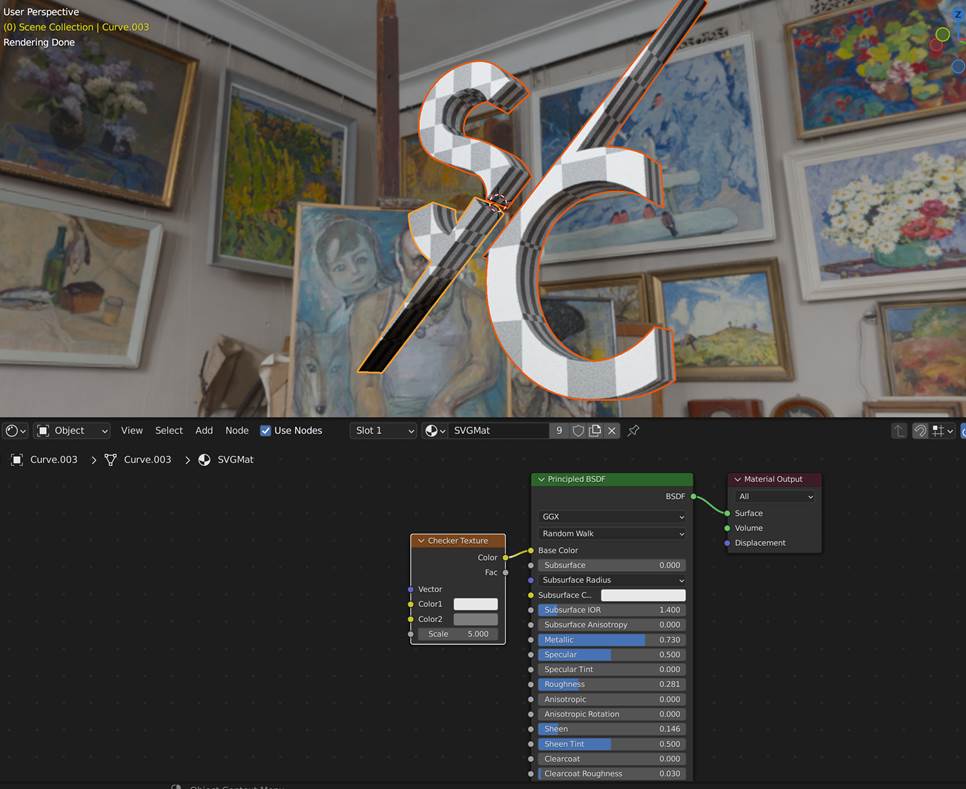 User Perspective
(0) Scene Collection | Curve.003
Rendering Done
Z
Object View Select Add Node Use Nodes Slot 1 SVGMat 9
Curve.003 > Curve.003 > SVGMat
Principled BSDF
BSDF
GGX
Random Walk
Base Color
Subsurface 0.000
Subsurface Radius
Subsurface C...
Subsurface IOR 1.400
Subsurface Anisotropy 0.000
Metallic 0.730
Specular 0.500
Specular Tint 0.000
Roughness 0.281
Anisotropic 0.000
Anisotropic Rotation 0.000
Sheen 0.146
Sheen Tint 0.500
Clearcoat 0.000
Clearcoat Roughness 0.030
Material Output
All
Surface
Volume
Displacement
Checker Texture
Color
Fac
Vector
Color1
Color2
Scale 5.000
Object Context Menu